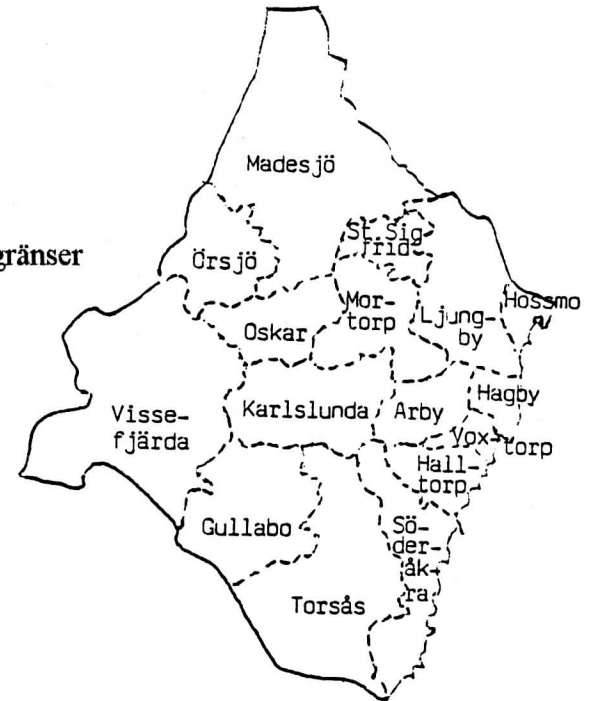 Madesjö
gränser
Örsjö
St.Sig
frid
Mor-
torp
Ljung-
by
Hossmo
Oskar
Visse-
fjärda
Karlslunda
Arby
Hagby
Vox-torp
Hall-
torp
Gullabo
Sö-
der-
åk-
ra
Torsås